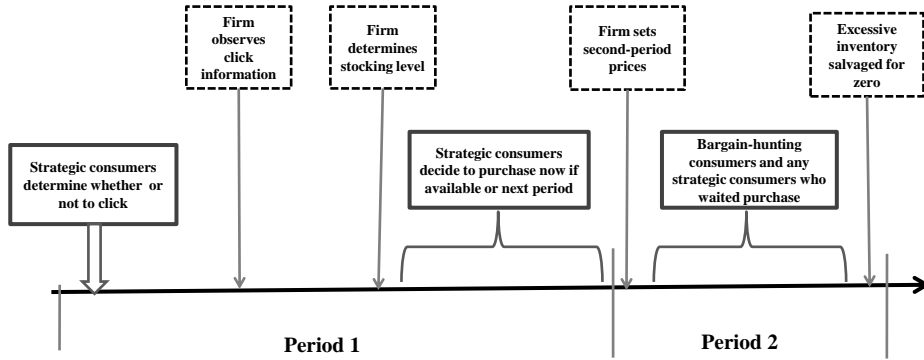 Firm
observes
click
information
Firm
determines
stocking level
Firm sets
second-period
prices
Excessive
inventory
salvaged for
zero
Strategic consumers
determine whether or
not to click
Strategic consumers
decide to purchase now if
available or next period
Bargain-hunting
consumers and any
strategic consumers who
waited purchase
Period 1
Period 2